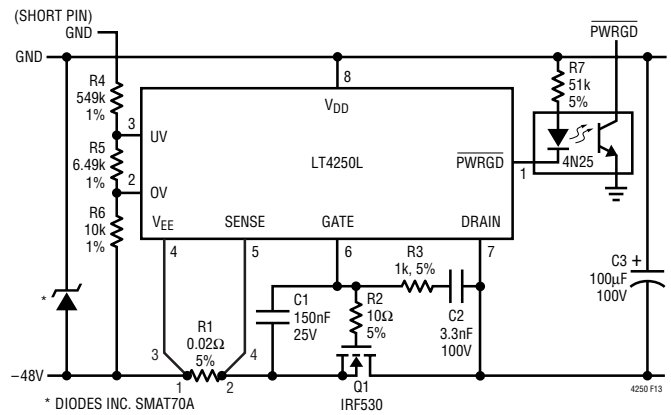 (SHORT PIN)
GND
GND
R4
549k
1%
R5
6.49k
1%
R6
10k
1%
3
2
8
V_DD
UV
LT4250L
OV
V_EE
SENSE
GATE
DRAIN
PWRGD
1
4
5
6
7
R7
51k
5%
PWRGD
4N25
R3
1k, 5%
C1
150nF
25V
R2
10Ω
5%
C2
3.3nF
100V
C3 +
100µF
100V
*
R1
0.02Ω
5%
3
4
1
2
–48V
Q1
IRF530
* DIODES INC. SMAT70A
4250 F13